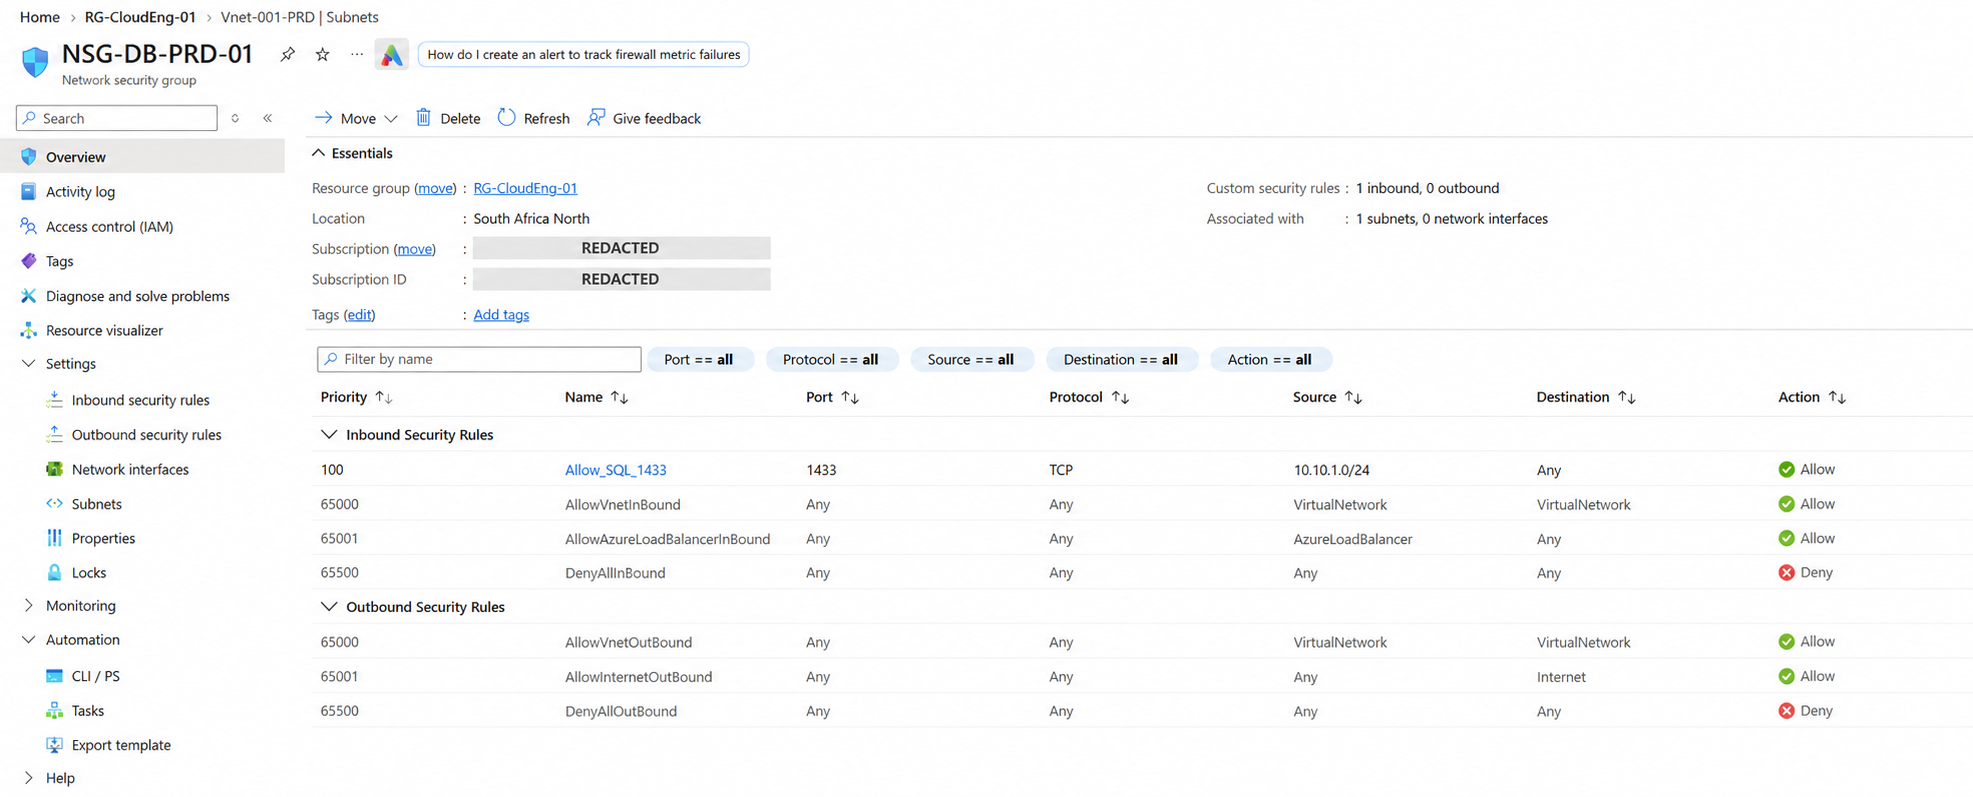 Home > RG-CloudEng-01 > Vnet-001-PRD | Subnets
NSG-DB-PRD-01
How do I create an alert to track firewall metric failures
Network security group
Search
Move
Delete
Refresh
Give feedback
Overview
Activity log
Access control (IAM)
Tags
Diagnose and solve problems
Resource visualizer
Settings
Inbound security rules
Outbound security rules
Network interfaces
Subnets
Properties
Locks
Monitoring
Automation
CLI / PS
Tasks
Export template
Help
Essentials
Resource group (move) : RG-CloudEng-01
Location : South Africa North
Subscription (move) : REDACTED
Subscription ID : REDACTED
Tags (edit) : Add tags
Custom security rules : 1 inbound, 0 outbound
Associated with : 1 subnets, 0 network interfaces
Filter by name Port == all Protocol == all Source == all Destination == all Action == all
Priority ↑↓ Name ↑↓ Port ↑↓ Protocol ↑↓ Source ↑↓ Destination ↑↓ Action ↑↓
Inbound Security Rules
100 Allow_SQL_1433 1433 TCP 10.10.1.0/24 Any Allow
65000 AllowVnetInBound Any Any VirtualNetwork VirtualNetwork Allow
65001 AllowAzureLoadBalancerInBound Any Any AzureLoadBalancer Any Allow
65500 DenyAllInBound Any Any Any Any Deny
Outbound Security Rules
65000 AllowVnetOutBound Any Any VirtualNetwork VirtualNetwork Allow
65001 AllowInternetOutBound Any Any Any Internet Allow
65500 DenyAllOutBound Any Any Any Any Deny